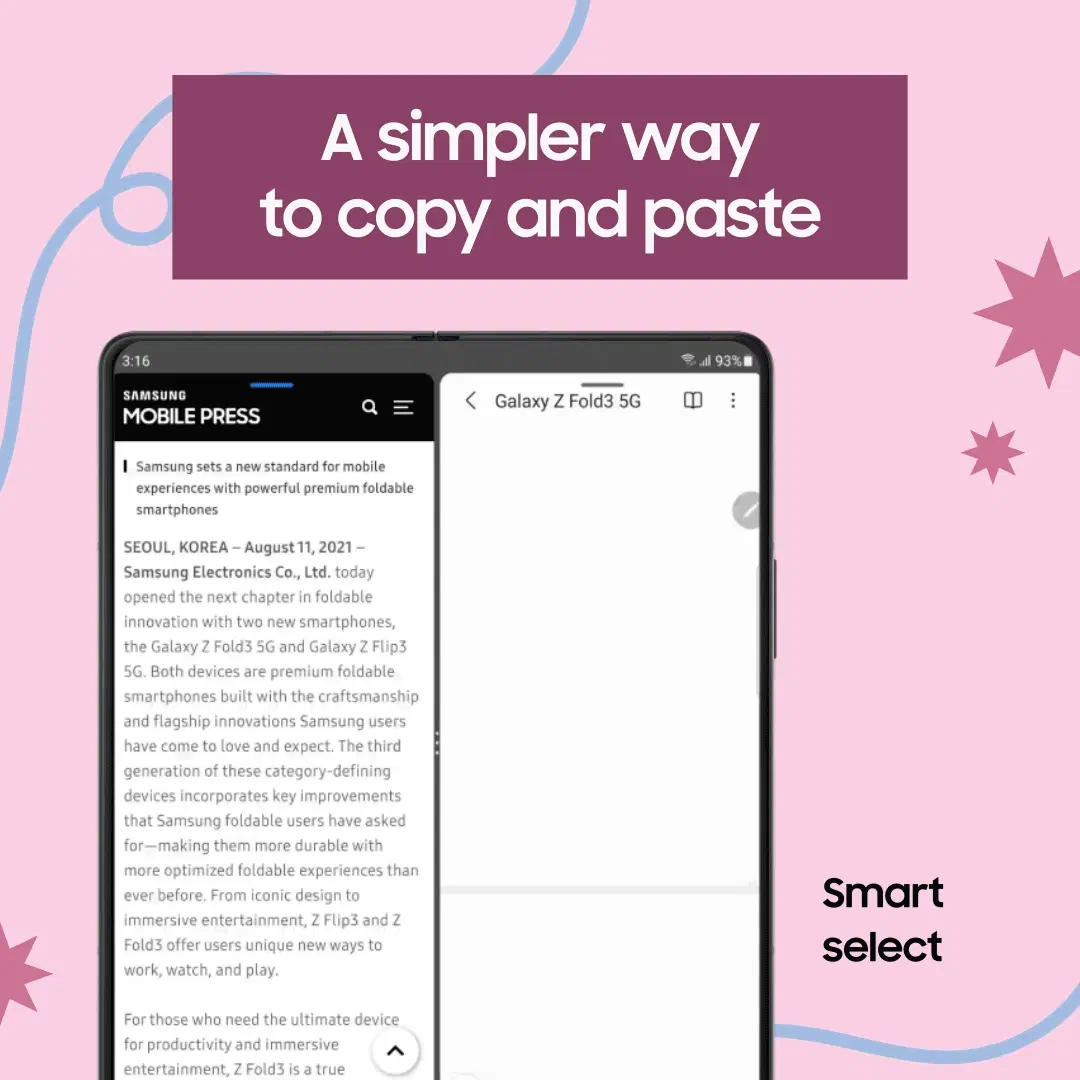 A simpler way
to copy and paste
3:16
93%
SAMSUNG
MOBILE PRESS
Galaxy Z Fold3 5G
Samsung sets a new standard for mobile
experiences with powerful premium foldable
smartphones
SEOUL, KOREA – August 11, 2021 –
Samsung Electronics Co., Ltd. today
opened the next chapter in foldable
innovation with two new smartphones,
the Galaxy Z Fold3 5G and Galaxy Z Flip3
5G. Both devices are premium foldable
smartphones built with the craftsmanship
and flagship innovations Samsung users
have come to love and expect. The third
generation of these category-defining
devices incorporates key improvements
that Samsung foldable users have asked
for—making them more durable with
more optimized foldable experiences than
ever before. From iconic design to
immersive entertainment, Z Flip3 and Z
Fold3 offer users unique new ways to
work, watch, and play.
For those who need the ultimate device
for productivity and immersive
entertainment, Z Fold3 is a true
Smart
select